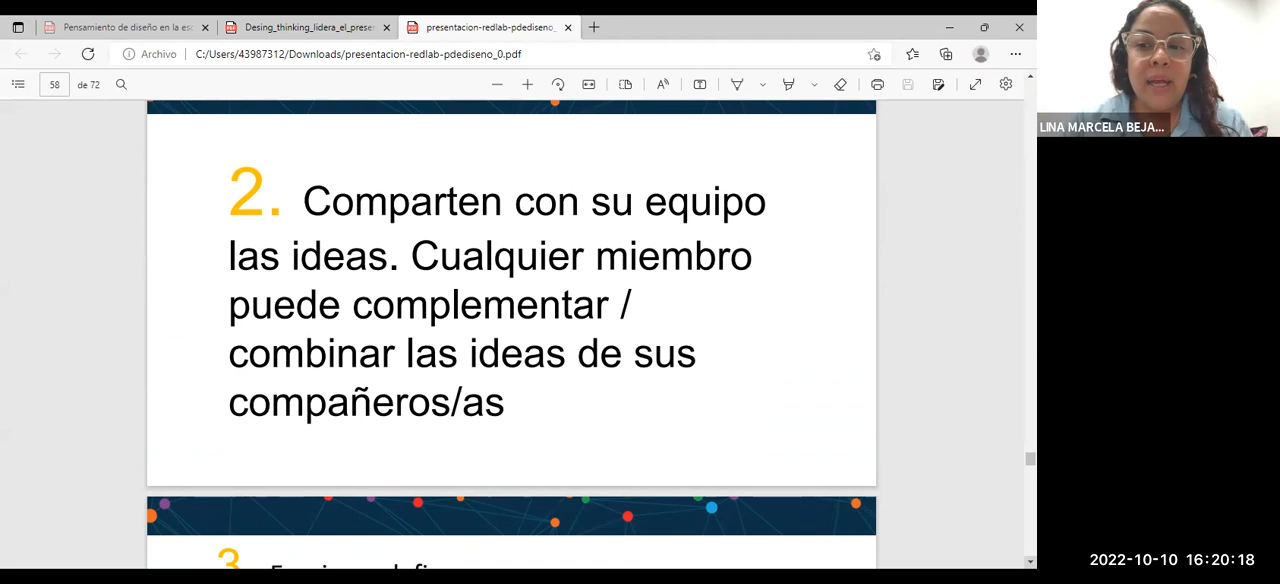 Pensamiento de diseño en la esc
Desing_thinking_lidera_el_prese
presentacion-redlab-pdediseno_
Archivo
C:/Users/43987312/Downloads/presentacion-redlab-pdediseno_0.pdf
58 de 72
2. Comparten con su equipo
las ideas. Cualquier miembro
puede complementar /
combinar las ideas de sus
compañeros/as
3
LINA MARCELA BEJA...
2022-10-10 16:20:18